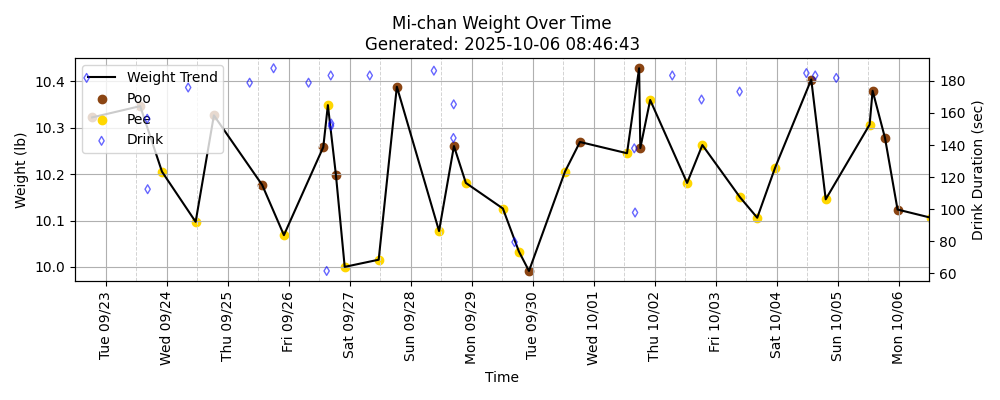 Mi-chan Weight Over Time
Generated: 2025-10-06 08:46:43
Weight Trend
Poo
Pee
Drink
Weight (lb)
10.4
10.3
10.2
10.1
10.0
Drink Duration (sec)
180
160
140
120
100
80
60
Tue 09/23
Wed 09/24
Thu 09/25
Fri 09/26
Sat 09/27
Sun 09/28
Mon 09/29
Tue 09/30
Wed 10/01
Thu 10/02
Fri 10/03
Sat 10/04
Sun 10/05
Mon 10/06
Time